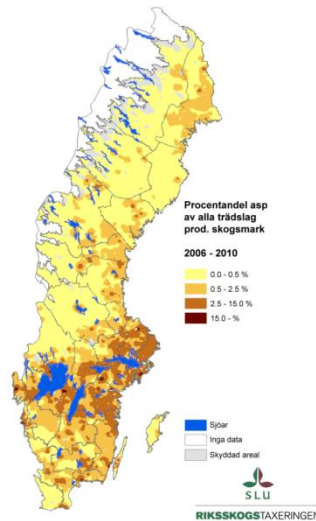 Procentandel asp
av alla trädslag
prod. skogsmark
2006 - 2010
0.0 - 0.5 %
0.5 - 2.5 %
2.5 - 15.0 %
15.0 - %
Sjöar
Inga data
Skyddad areal
SLU
RIKSSKOGSTAXERINGEN